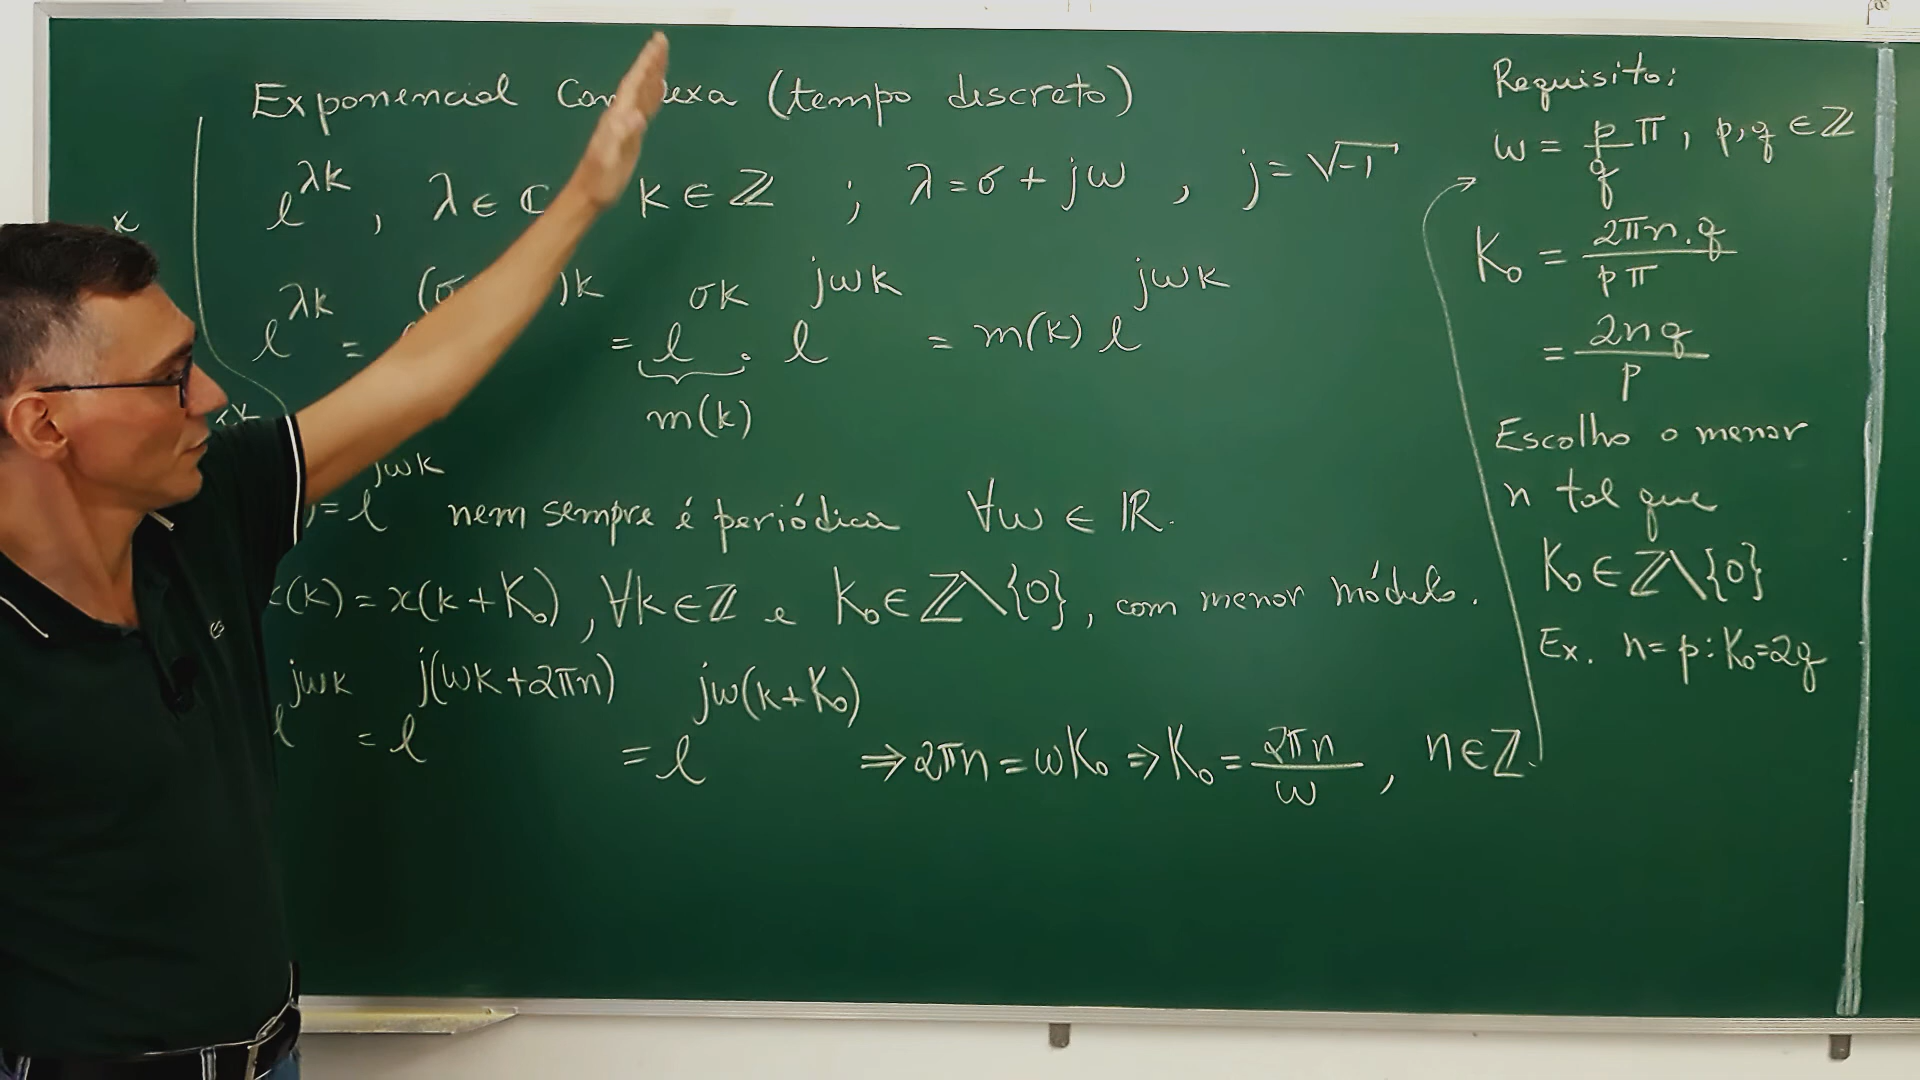 Exponencial (tempo discreto)
e^{λk}, λ ∈ ℂ k ∈ ℤ ; λ = σ + jω , j = √-1
e^{λk} = )k = e^{σk} . e^{jωk} = m(k) e^{jωk}
m(k)
= e^{jωk} nem sempre é periódica ∀ω ∈ ℝ.
(k) = x(k + K₀), ∀k ∈ ℤ e K₀ ∈ ℤ\{0}, com menor módulo.
e^{jωk} = e^{j(ωk + 2πn)} = e^{jω(k + K₀)} ⇒ 2πn = ωK₀ ⇒ K₀ = 2πn/ω , n ∈ ℤ.
Requisito:
ω = p/q π, p,q ∈ ℤ
K₀ = 2πn.q/pπ
= 2nq/p
Escolho o menor
n tal que
K₀ ∈ ℤ\{0}
Ex. n = p : K₀ = 2q